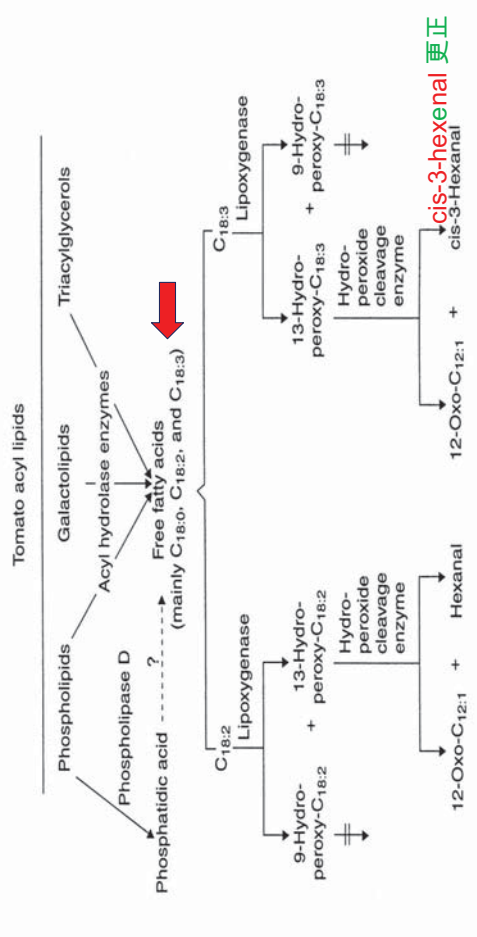 Tomato acyl lipids
Phospholipids
Galactolipids
Triacylglycerols
Acyl hydrolase enzymes
Phospholipase D
Phosphatidic acid
?
Free fatty acids
(mainly C18:0, C18:2, and C18:3)
C18:2
C18:3
Lipoxygenase
Lipoxygenase
9-Hydro-
peroxy-C18:2
+
13-Hydro-
peroxy-C18:2
13-Hydro-
peroxy-C18:3
+
9-Hydro-
peroxy-C18:3
Hydro-
peroxide
cleavage
enzyme
Hydro-
peroxide
cleavage
enzyme
12-Oxo-C12:1
+
Hexanal
12-Oxo-C12:1
+
cis-3-Hexanal
cis-3-hexenal 更正